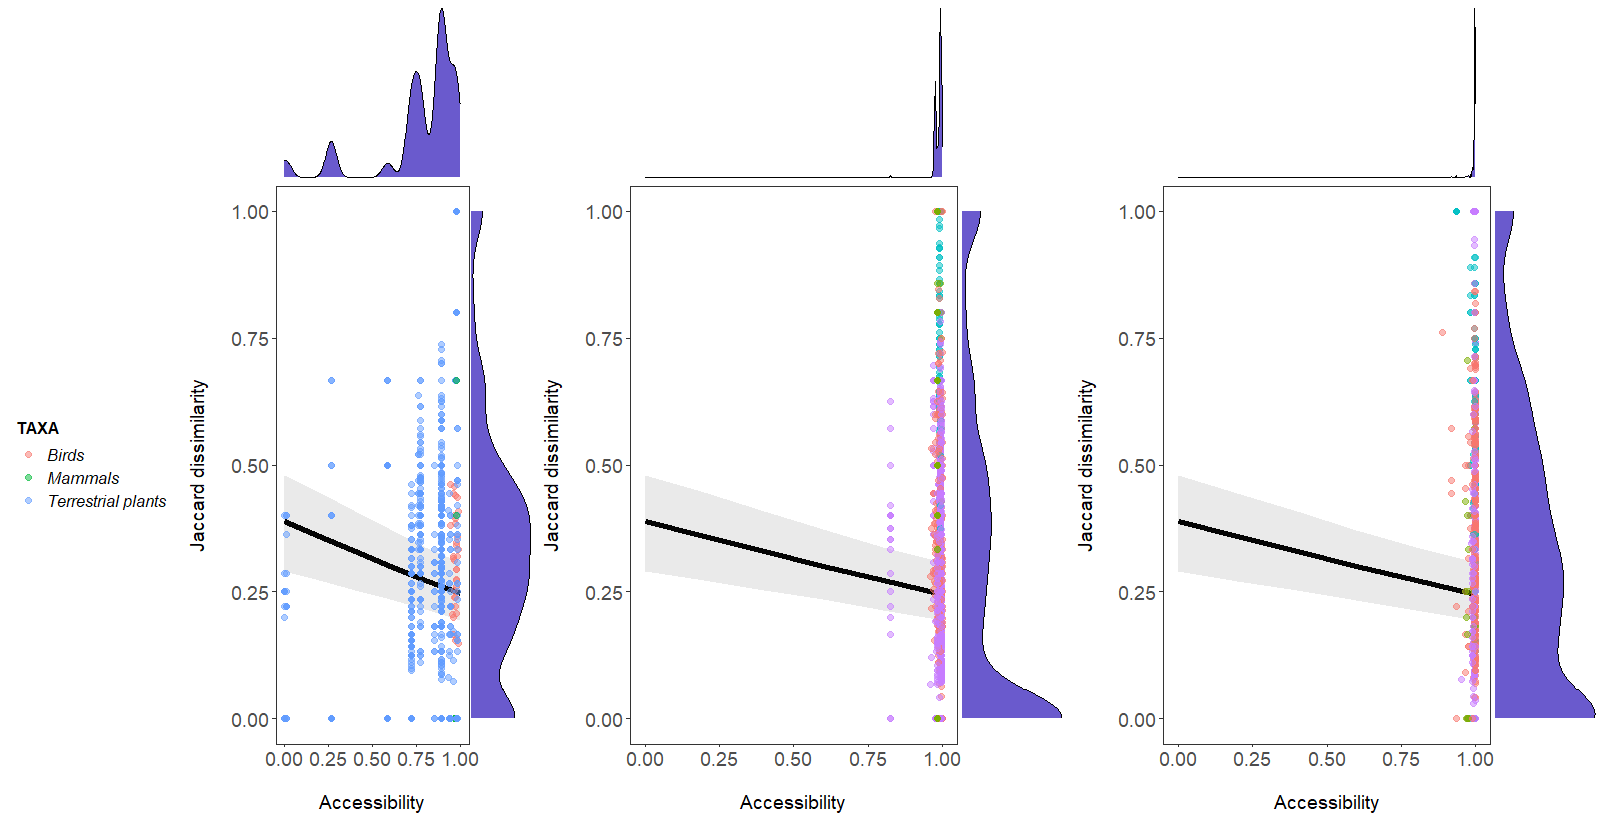 TAXA
Birds
Mammals
Terrestrial plants
Jaccard dissimilarity
1.00
0.75
0.50
0.25
0.00
0.00 0.25 0.50 0.75 1.00
Accessibility
Jaccard dissimilarity
1.00
0.75
0.50
0.25
0.00
0.00 0.25 0.50 0.75 1.00
Accessibility
Jaccard dissimilarity
1.00
0.75
0.50
0.25
0.00
0.00 0.25 0.50 0.75 1.00
Accessibility